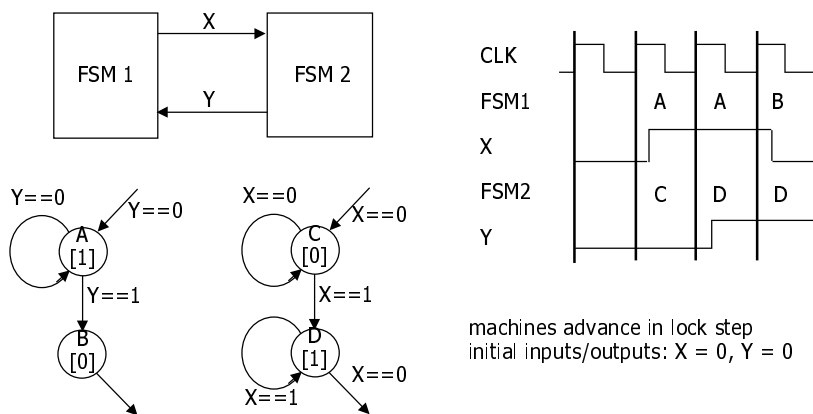 X
FSM 1
FSM 2
Y
CLK
FSM1 A A B
X
FSM2 C D D
Y
Y==0
Y==0
A
[1]
Y==1
B
[0]
X==0
X==0
C
[0]
X==1
D
[1]
X==0
X==1
machines advance in lock step
initial inputs/outputs: X = 0, Y = 0